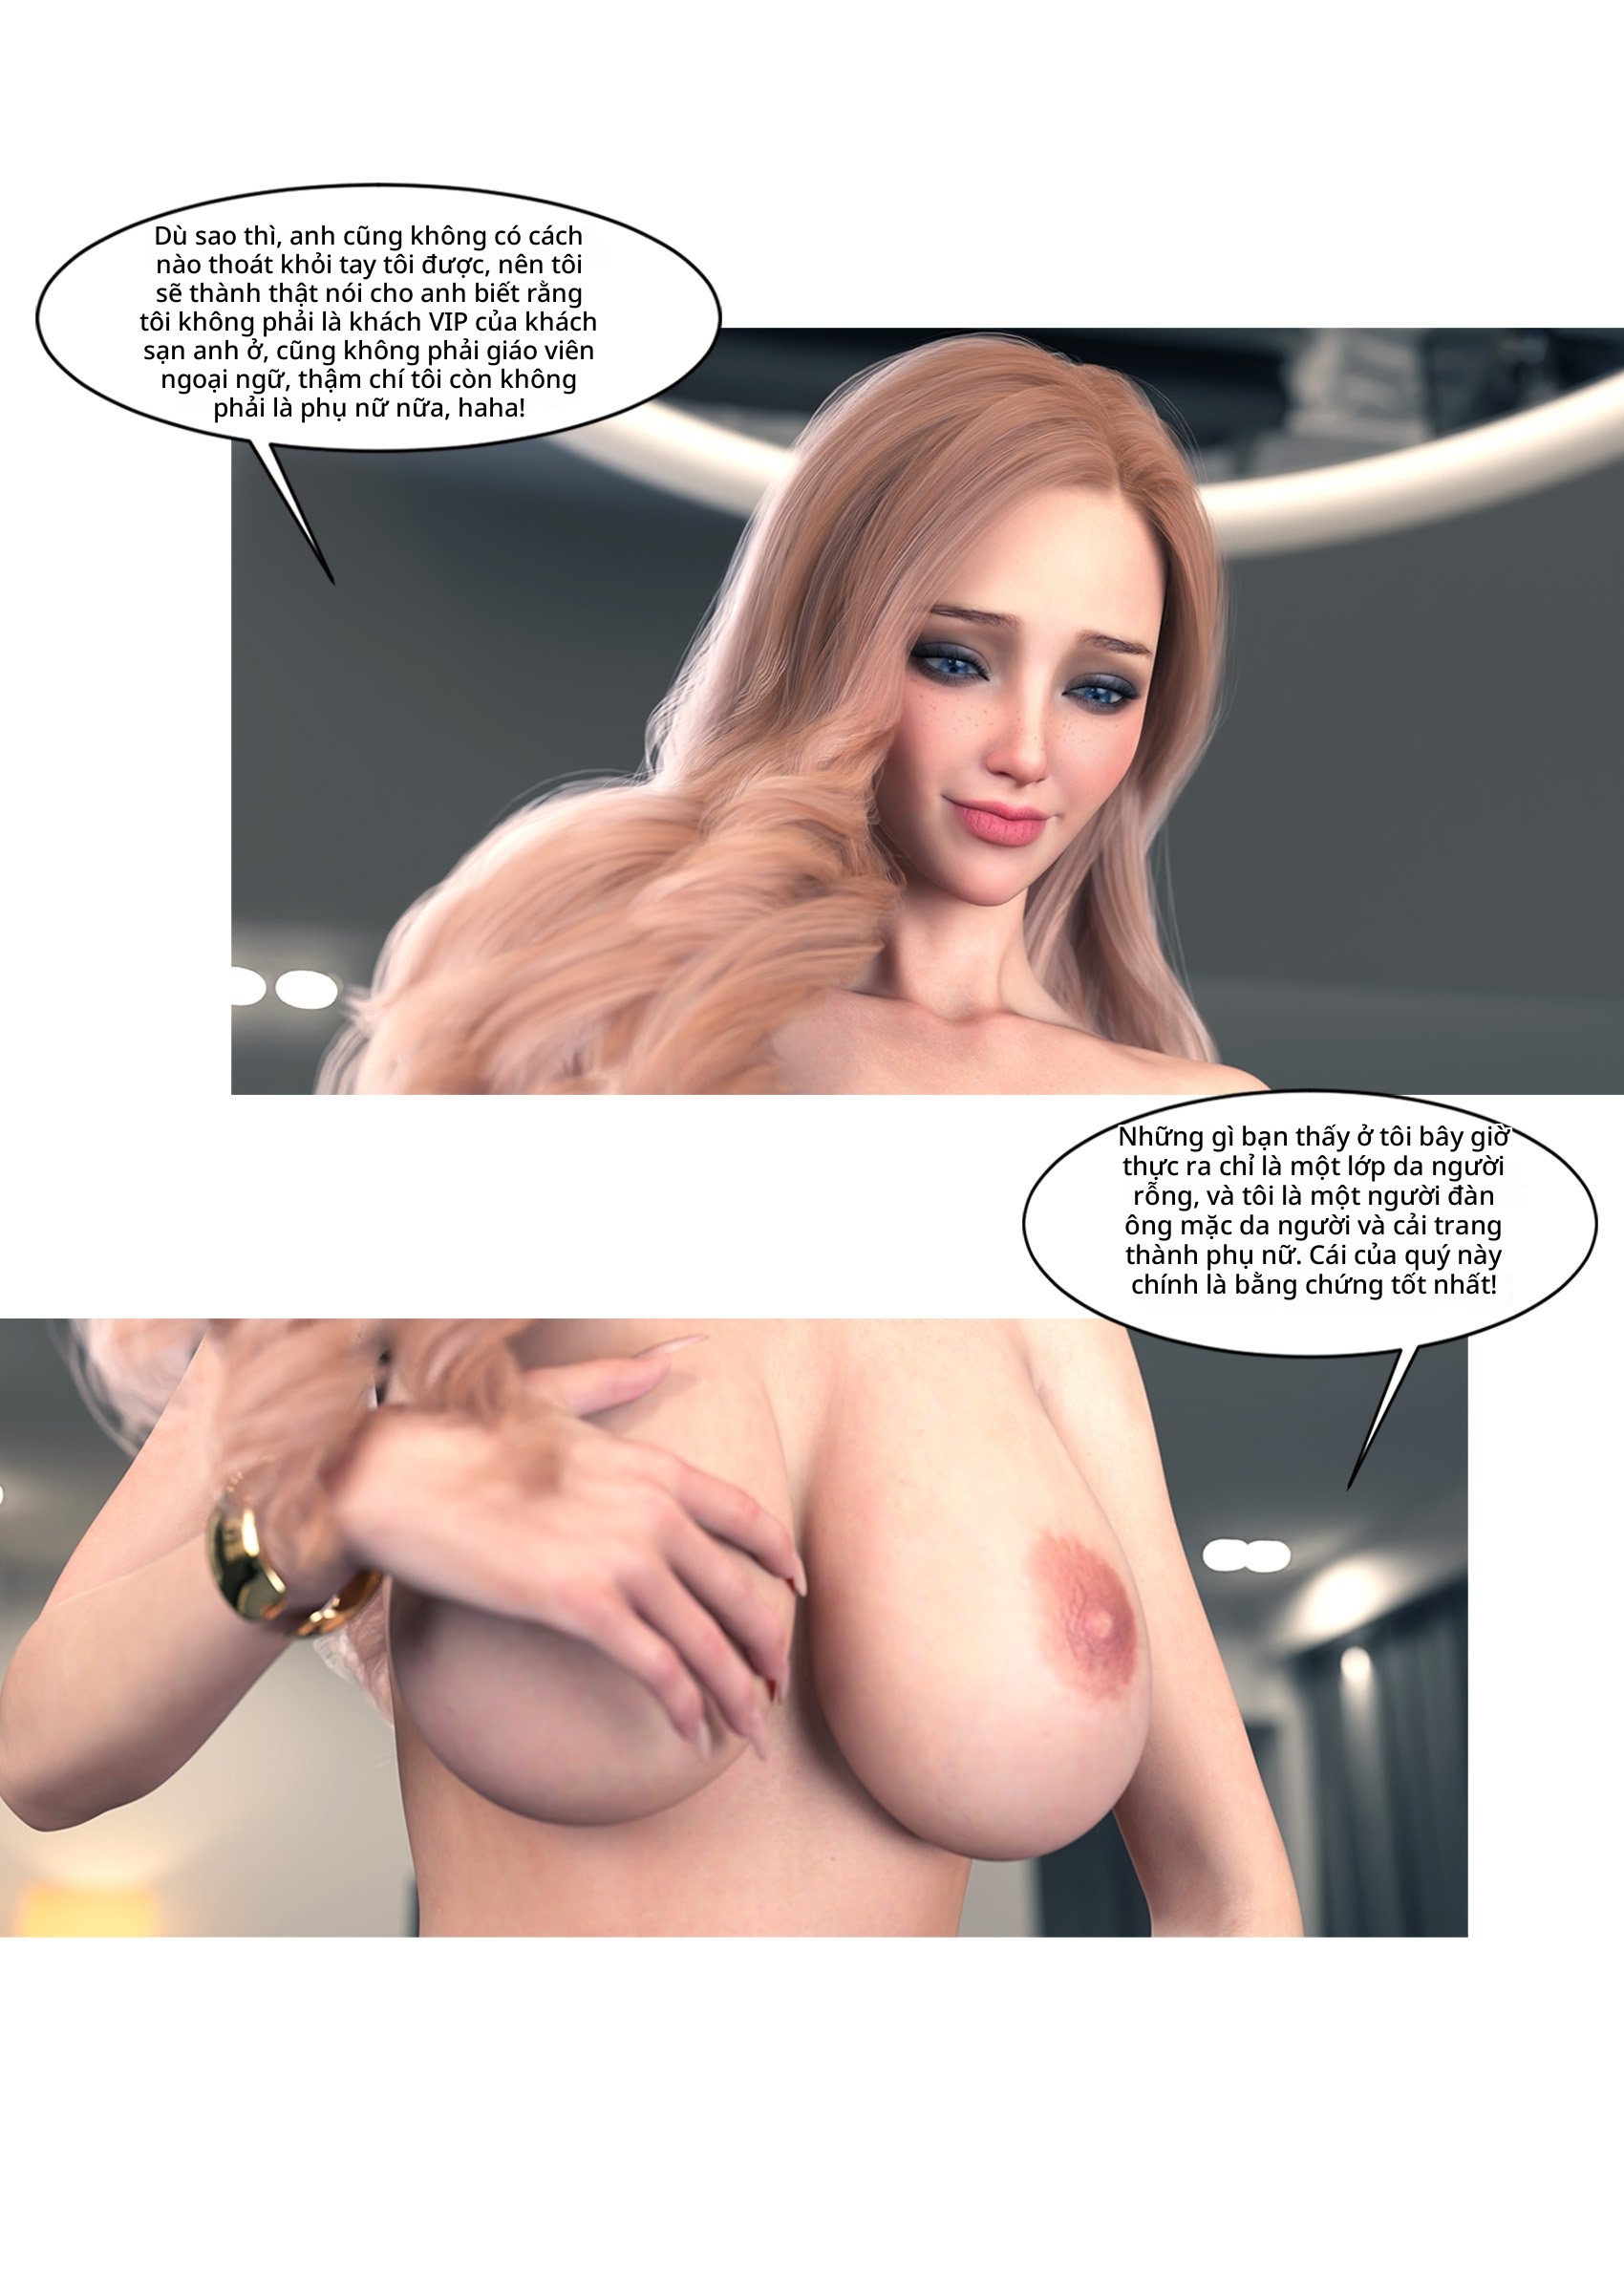 Dù sao thì, anh cũng không có cách
nào thoát khỏi tay tôi được, nên tôi
sẽ thành thật nói cho anh biết rằng
tôi không phải là khách VIP của khách
sạn anh ở, cũng không phải giáo viên
ngoại ngữ, thậm chí tôi còn không
phải là phụ nữ nữa, haha!
Những gì bạn thấy ở tôi bây giờ
thực ra chỉ là một lớp da người
rỗng, và tôi là một người đàn
ông mặc da người và cải trang
thành phụ nữ. Cái của quý này
chính là bằng chứng tốt nhất!